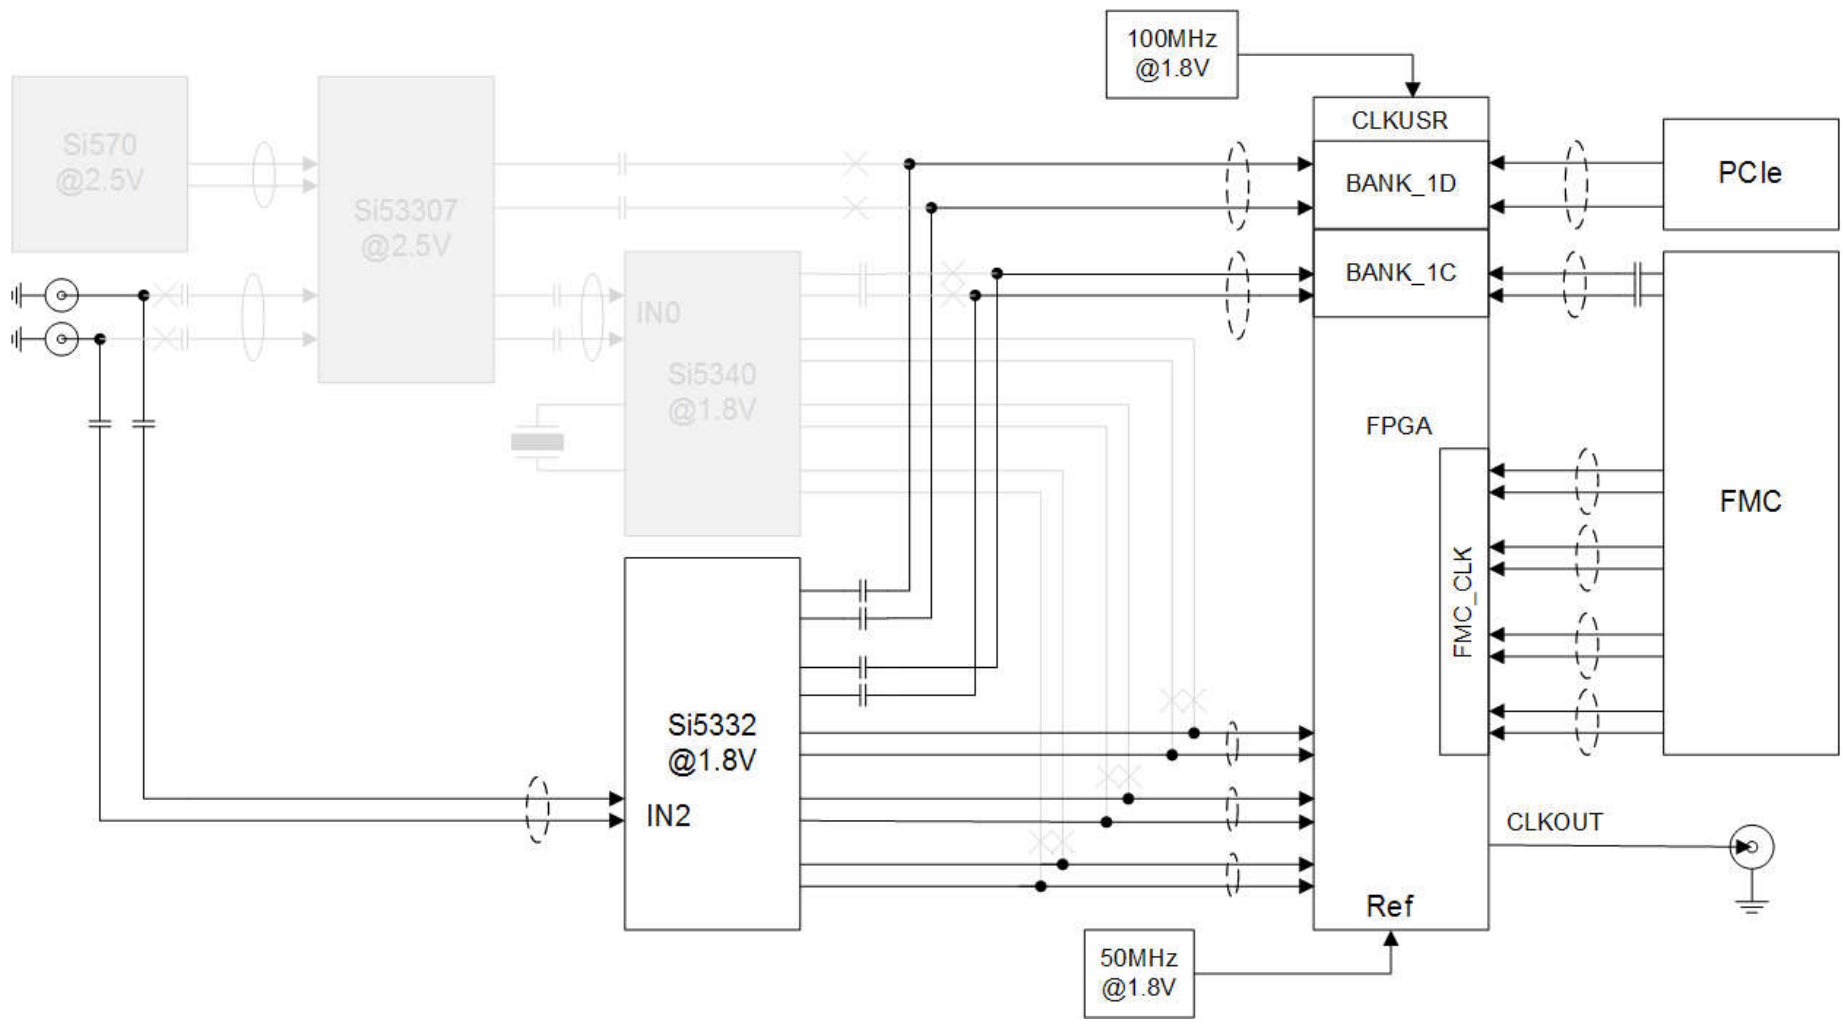 100MHz
@1.8V
CLKUSR
Si570
@2.5V
Si53307
@2.5V
BANK_1D
PCIe
BANK_1C
IN0
Si5340
@1.8V
FPGA
FMC
FMC_CLK
Si5332
@1.8V
IN2
CLKOUT
Ref
50MHz
@1.8V